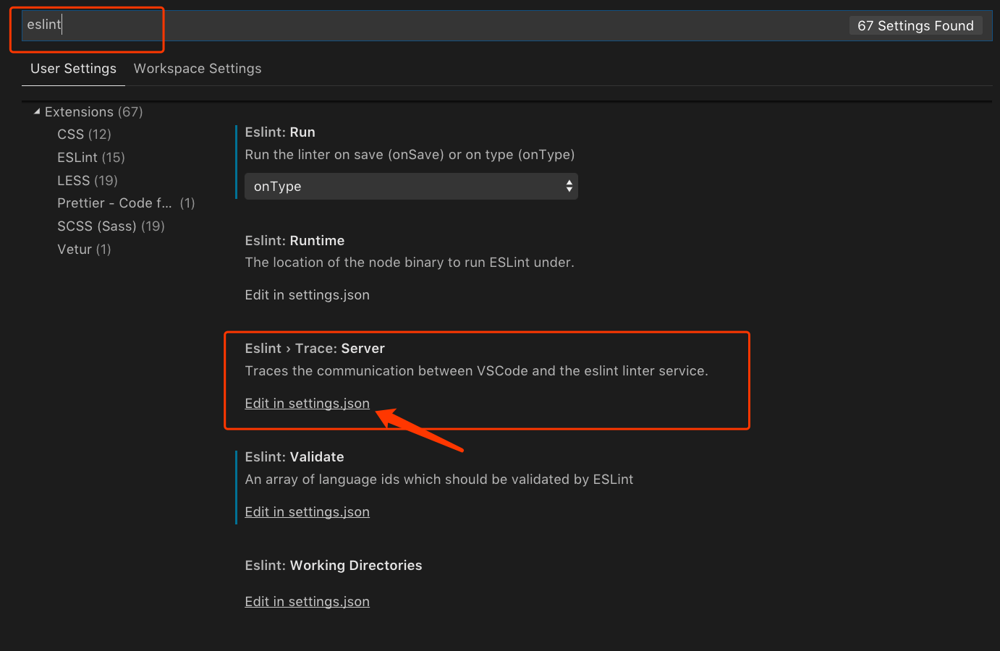 eslint
67 Settings Found
User Settings
Workspace Settings
Extensions (67)
CSS (12)
ESLint (15)
LESS (19)
Prettier - Code f... (1)
SCSS (Sass) (19)
Vetur (1)
Eslint: Run
Run the linter on save (onSave) or on type (onType)
onType
Eslint: Runtime
The location of the node binary to run ESLint under.
Edit in settings.json
Eslint › Trace: Server
Traces the communication between VSCode and the eslint linter service.
Edit in settings.json
Eslint: Validate
An array of language ids which should be validated by ESLint
Edit in settings.json
Eslint: Working Directories
Edit in settings.json